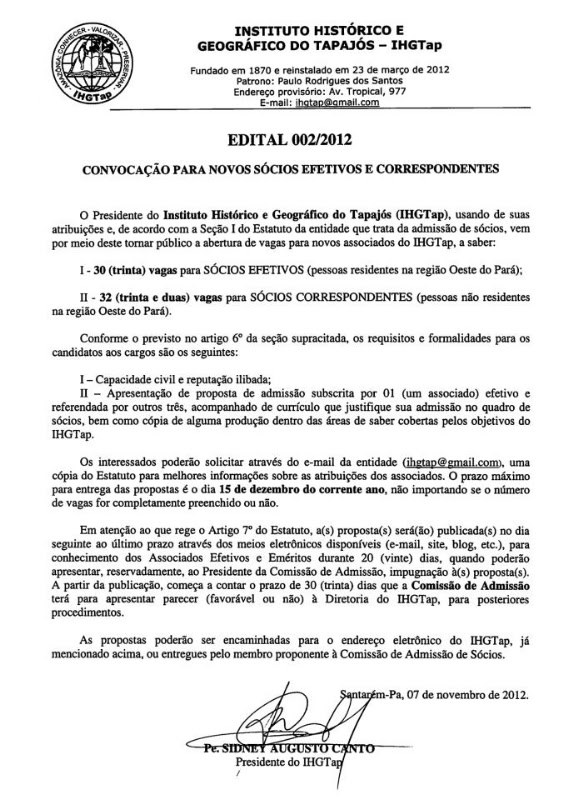 INSTITUTO HISTÓRICO E
GEOGRÁFICO DO TAPAJÓS – IHGTap
AMAZÔNIA CONHECER - VALORIZAR - PRESERVAR
IHGTap
Fundado em 1870 e reinstalado em 23 de março de 2012
Patrono: Paulo Rodrigues dos Santos
Endereço provisório: Av. Tropical, 977
E-mail: ihgtap@gmail.com
EDITAL 002/2012
CONVOCAÇÃO PARA NOVOS SÓCIOS EFETIVOS E CORRESPONDENTES
O Presidente do Instituto Histórico e Geográfico do Tapajós (IHGTap), usando de suas
atribuições e, de acordo com a Seção I do Estatuto da entidade que trata da admissão de sócios, vem
por meio deste tornar público a abertura de vagas para novos associados do IHGTap, a saber:
I - 30 (trinta) vagas para SÓCIOS EFETIVOS (pessoas residentes na região Oeste do Pará);
II - 32 (trinta e duas) vagas para SÓCIOS CORRESPONDENTES (pessoas não residentes
na região Oeste do Pará).
Conforme o previsto no artigo 6º da seção supracitada, os requisitos e formalidades para os
candidatos aos cargos são os seguintes:
I – Capacidade civil e reputação ilibada;
II – Apresentação de proposta de admissão subscrita por 01 (um associado) efetivo e
referendada por outros três, acompanhado de currículo que justifique sua admissão no quadro de
sócios, bem como cópia de alguma produção dentro das áreas de saber cobertas pelos objetivos do
IHGTap.
Os interessados poderão solicitar através do e-mail da entidade (ihgtap@gmail.com), uma
cópia do Estatuto para melhores informações sobre as atribuições dos associados. O prazo máximo
para entrega das propostas é o dia 15 de dezembro do corrente ano, não importando se o número
de vagas for completamente preenchido ou não.
Em atenção ao que rege o Artigo 7º do Estatuto, a(s) proposta(s) será(ão) publicada(s) no dia
seguinte ao último prazo através dos meios eletrônicos disponíveis (e-mail, site, blog, etc.), para
conhecimento dos Associados Efetivos e Eméritos durante 20 (vinte) dias, quando poderão
apresentar, reservadamente, ao Presidente da Comissão de Admissão, impugnação à(s) proposta(s).
A partir da publicação, começa a contar o prazo de 30 (trinta) dias que a Comissão de Admissão
terá para apresentar parecer (favorável ou não) à Diretoria do IHGTap, para posteriores
procedimentos.
As propostas poderão ser encaminhadas para o endereço eletrônico do IHGTap, já
mencionado acima, ou entregues pelo membro proponente à Comissão de Admissão de Sócios.
Santarém-Pa, 07 de novembro de 2012.
Pe. SIDNEY AUGUSTO CANTO
Presidente do IHGTap